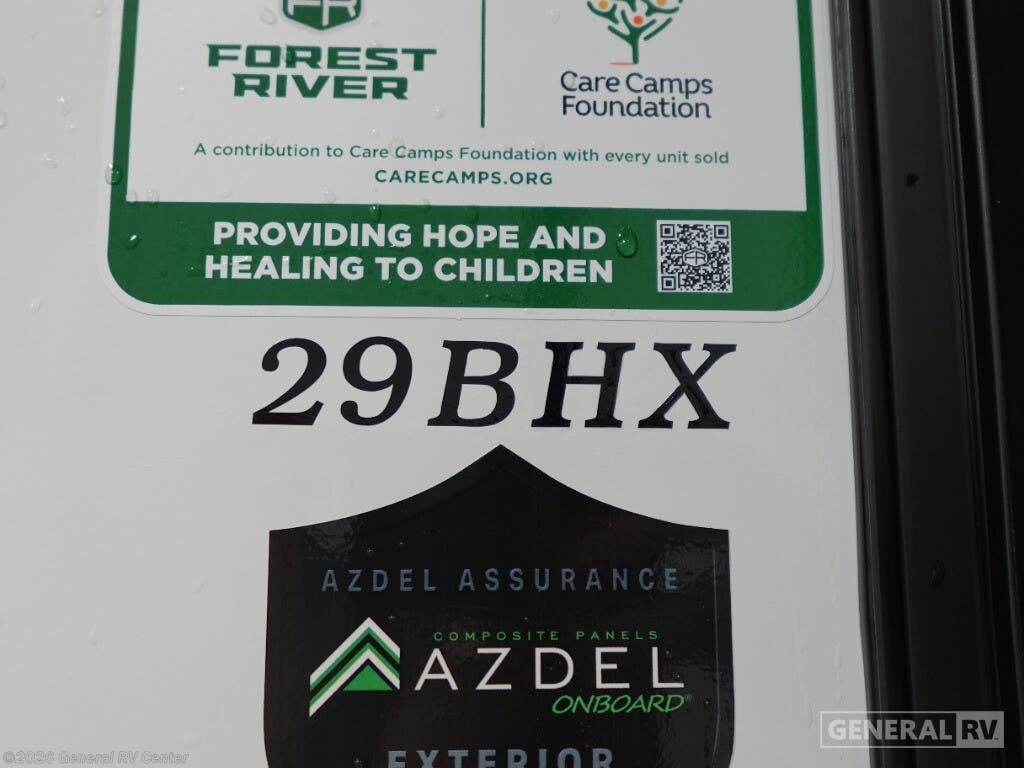 FR
FOREST
RIVER
Care Camps
Foundation
A contribution to Care Camps Foundation with every unit sold
CARECAMPS.ORG
PROVIDING HOPE AND
HEALING TO CHILDREN
29BHX
AZDEL ASSURANCE
COMPOSITE PANELS
AZDEL
ONBOARD®
EXTERIOR
GENERAL RV
©2026 General RV Center